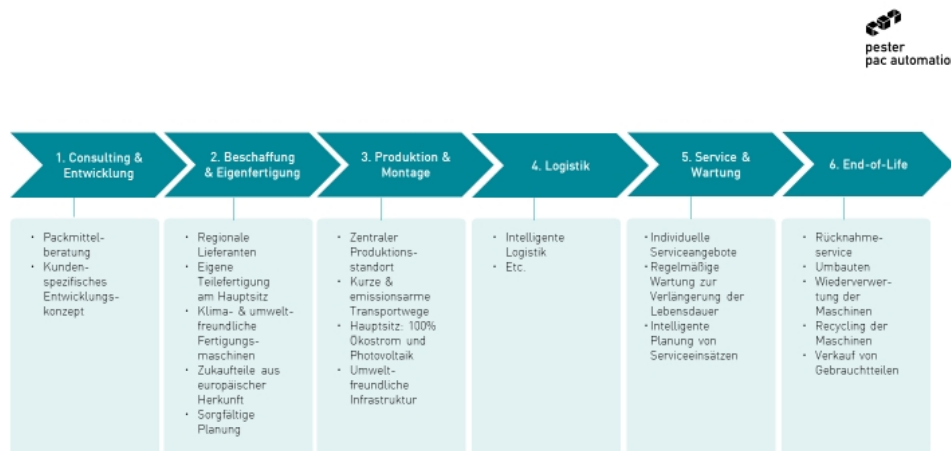 pester
pac automatio
1. Consulting &
Entwicklung
2. Beschaffung
& Eigenfertigung
3. Produktion &
Montage
4. Logistik
5. Service &
Wartung
6. End-of-Life
• Packmittel-
beratung
• Kunden-
spezifisches
Entwicklungs-
konzept
• Regionale
Lieferanten
• Eigene
Teilefertigung
am Hauptsitz
• Klima- & umwelt-
freundliche
Fertigungs-
maschinen
• Zukaufteile aus
europäischer
Herkunft
• Sorgfältige
Planung
• Zentraler
Produktions-
standort
• Kurze &
emissionsarme
Transportwege
• Hauptsitz: 100%
Ökostrom und
Photovoltaik
• Umwelt-
freundliche
Infrastruktur
• Intelligente
Logistik
• Etc.
• Individuelle
Serviceangebote
• Regelmäßige
Wartung zur
Verlängerung der
Lebensdauer
• Intelligente
Planung von
Serviceeinsätzen
• Rücknahme-
service
• Umbauten
• Wiederverwer-
tung der
Maschinen
• Recycling der
Maschinen
• Verkauf von
Gebrauchtteilen